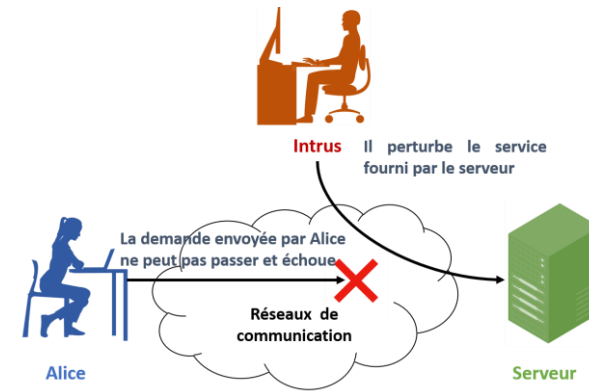 Intrus
Il perturbe le service
fourni par le serveur
La demande envoyée par Alice
ne peut pas passer et échoue
Réseaux de
communication
Alice
Serveur